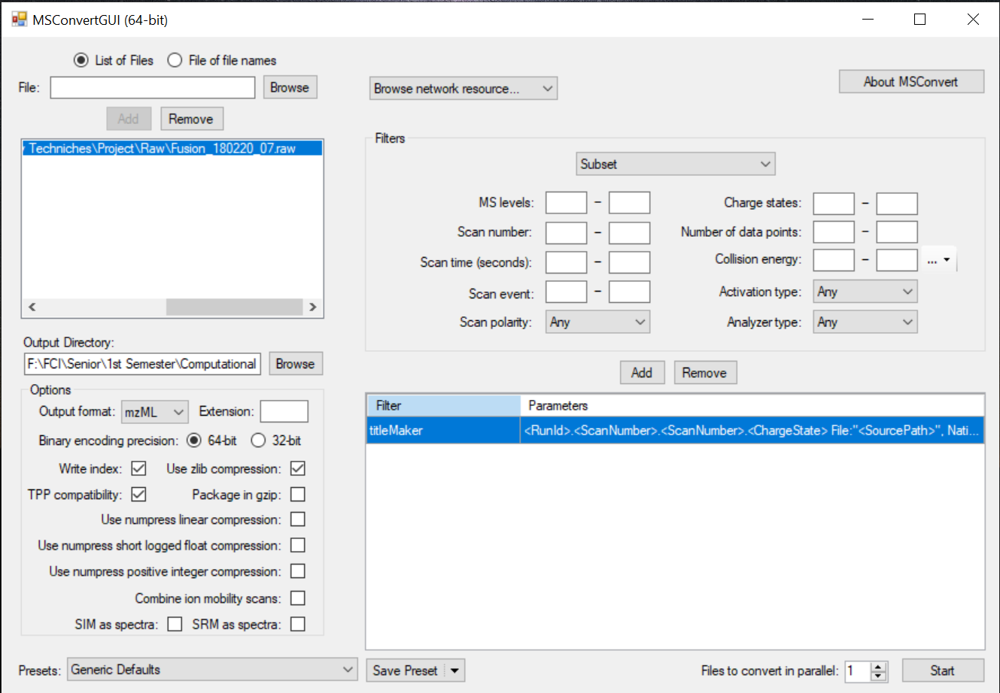 MSConvertGUI (64-bit)
List of Files File of file names
File: Browse
Browse network resource...
About MSConvert
Add Remove
Techniches\Project\Raw\Fusion_180220_07.raw
Filters
Subset
MS levels: –
Charge states: –
Scan number: –
Number of data points: –
Scan time (seconds): –
Collision energy: – ...
Scan event: –
Activation type: Any
Scan polarity: Any
Analyzer type: Any
Output Directory:
F:\FCI\Senior\1st Semester\Computational Browse
Add Remove
Options
Output format: mzML Extension:
Binary encoding precision: 64-bit 32-bit
Write index: Use zlib compression:
TPP compatibility: Package in gzip:
Use numpress linear compression:
Use numpress short logged float compression:
Use numpress positive integer compression:
Combine ion mobility scans:
SIM as spectra: SRM as spectra:
Filter Parameters
titleMaker <RunId>.<ScanNumber>.<ScanNumber>.<ChargeState> File:"<SourcePath>", Nati...
Presets: Generic Defaults Save Preset
Files to convert in parallel: 1 Start